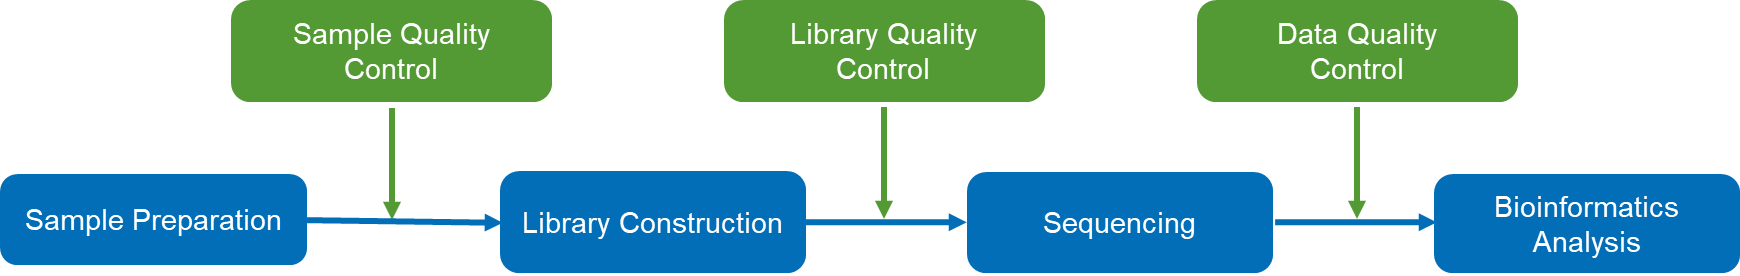 Sample Quality
Control
Library Quality
Control
Data Quality
Control
Sample Preparation
Library Construction
Sequencing
Bioinformatics
Analysis